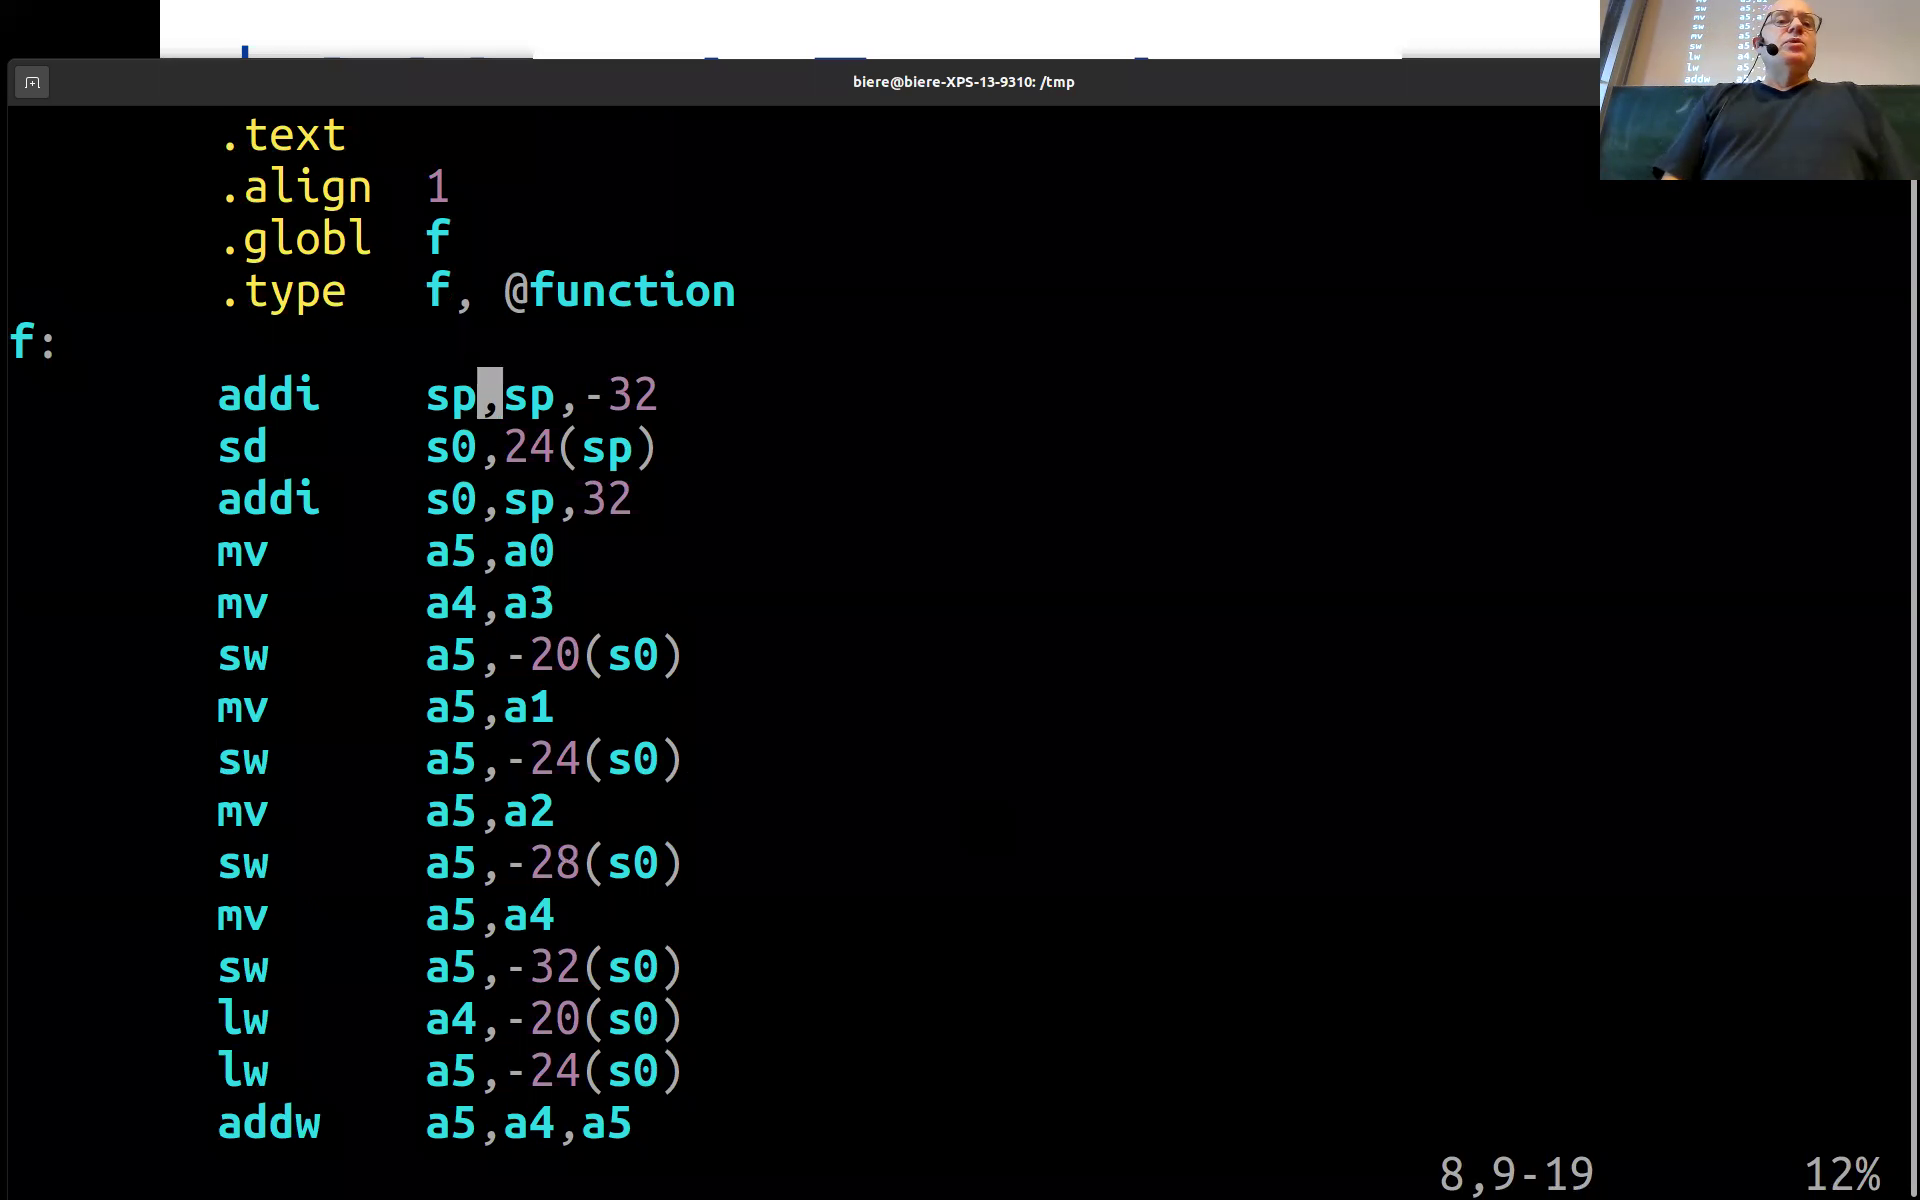 biere@biere-XPS-13-9310: /tmp
.text
.align 1
.globl f
.type f, @function
f:
addi sp,sp,-32
sd s0,24(sp)
addi s0,sp,32
mv a5,a0
mv a4,a3
sw a5,-20(s0)
mv a5,a1
sw a5,-24(s0)
mv a5,a2
sw a5,-28(s0)
mv a5,a4
sw a5,-32(s0)
lw a4,-20(s0)
lw a5,-24(s0)
addw a5,a4,a5
8,9-19 12%